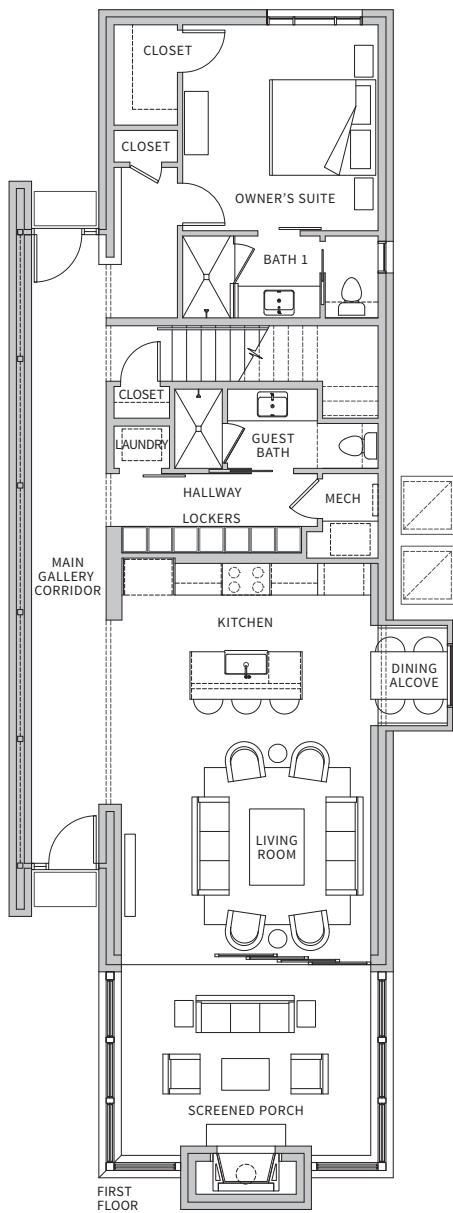 CLOSET
CLOSET
OWNER'S SUITE
BATH 1
CLOSET
LAUNDRY
GUEST
BATH
HALLWAY
MECH
LOCKERS
MAIN
GALLERY
CORRIDOR
KITCHEN
DINING
ALCOVE
LIVING
ROOM
SCREENED PORCH
FIRST
FLOOR